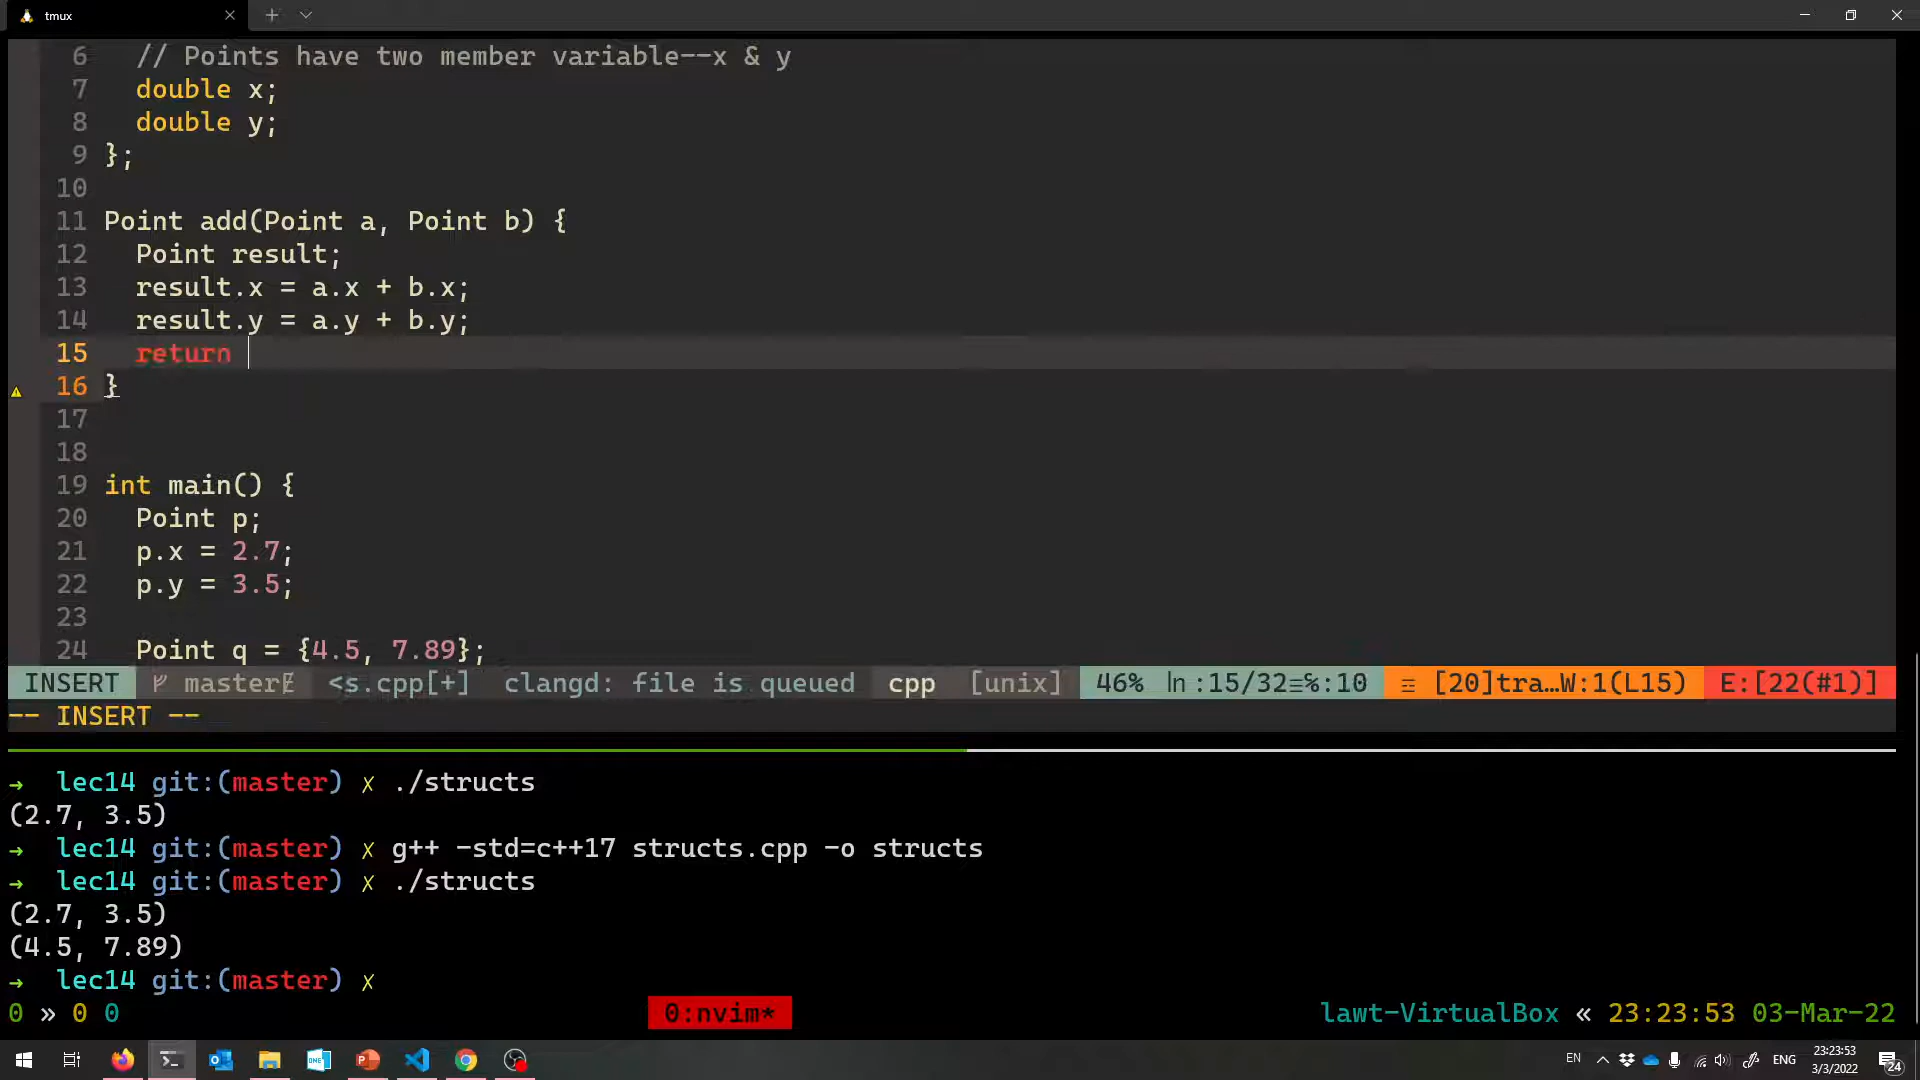 tmux
6 // Points have two member variable--x & y
7 double x;
8 double y;
9 };
10
11 Point add(Point a, Point b) {
12 Point result;
13 result.x = a.x + b.x;
14 result.y = a.y + b.y;
15 return
16 }
17
18
19 int main() {
20 Point p;
21 p.x = 2.7;
22 p.y = 3.5;
23
24 Point q = {4.5, 7.89};
INSERT master <s.cpp[+] clangd: file is queued cpp [unix] 46% ln :15/32≡%:10 ☲ [20]tra…W:1(L15) E:[22(#1)]
-- INSERT --
→ lec14 git:(master) ✗ ./structs
(2.7, 3.5)
→ lec14 git:(master) ✗ g++ -std=c++17 structs.cpp -o structs
→ lec14 git:(master) ✗ ./structs
(2.7, 3.5)
(4.5, 7.89)
→ lec14 git:(master) ✗
0 » 0 0 0:nvim* lawt-VirtualBox « 23:23:53 03-Mar-22
EN ENG 23:23:53
3/3/2022 24